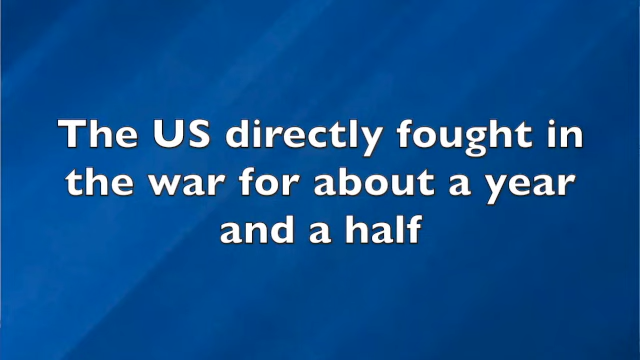 The US directly fought in
the war for about a year
and a half